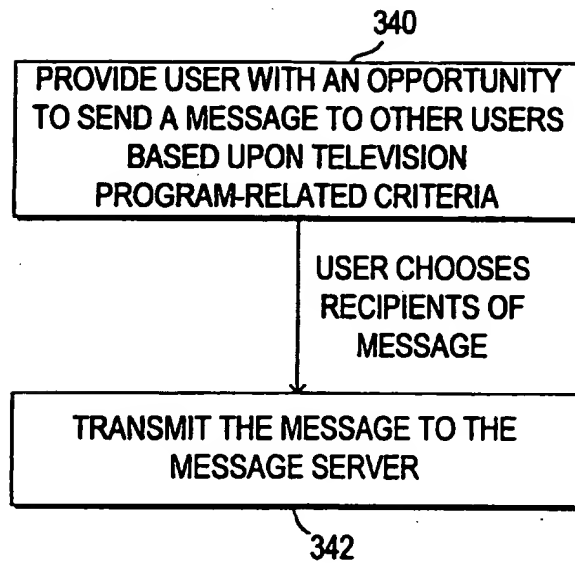 340
PROVIDE USER WITH AN OPPORTUNITY
TO SEND A MESSAGE TO OTHER USERS
BASED UPON TELEVISION
PROGRAM-RELATED CRITERIA
USER CHOOSES
RECIPIENTS OF
MESSAGE
TRANSMIT THE MESSAGE TO THE
MESSAGE SERVER
342